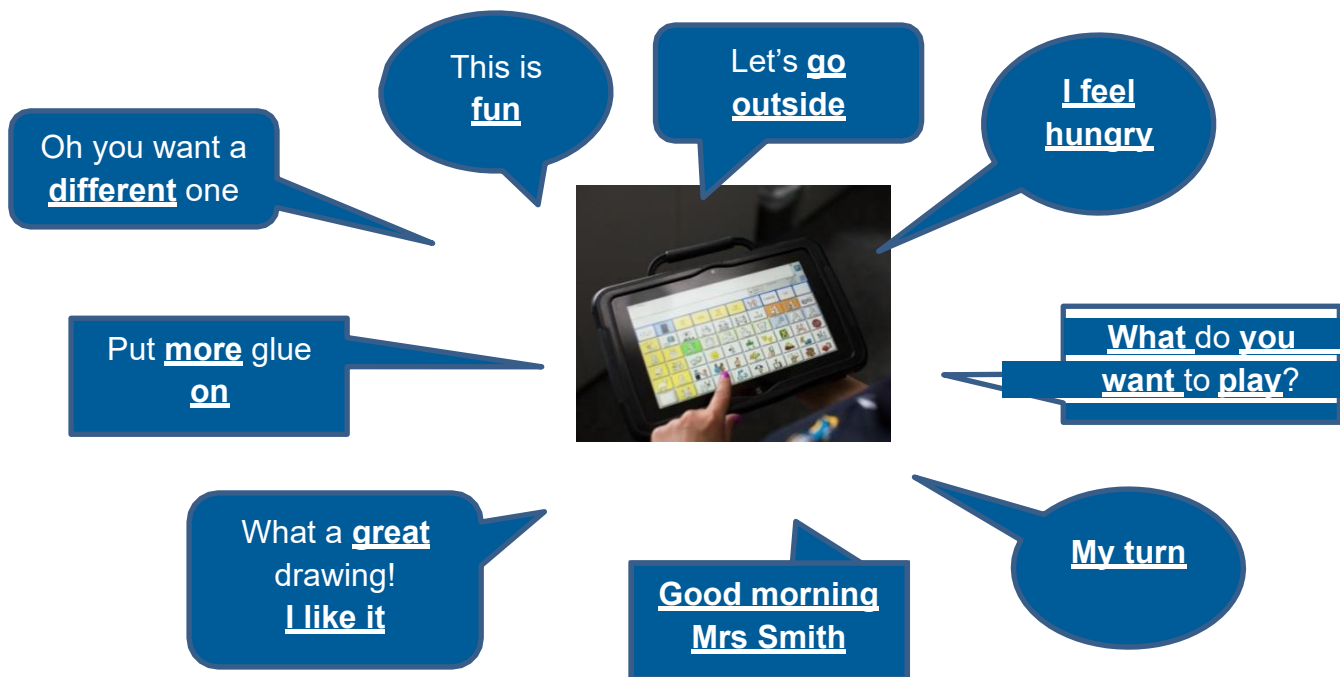 This is
fun
Let's go
outside
I feel
hungry
Oh you want a
different one
Put more glue
on
What do you
want to play?
What a great
drawing!
I like it
Good morning
Mrs Smith
My turn